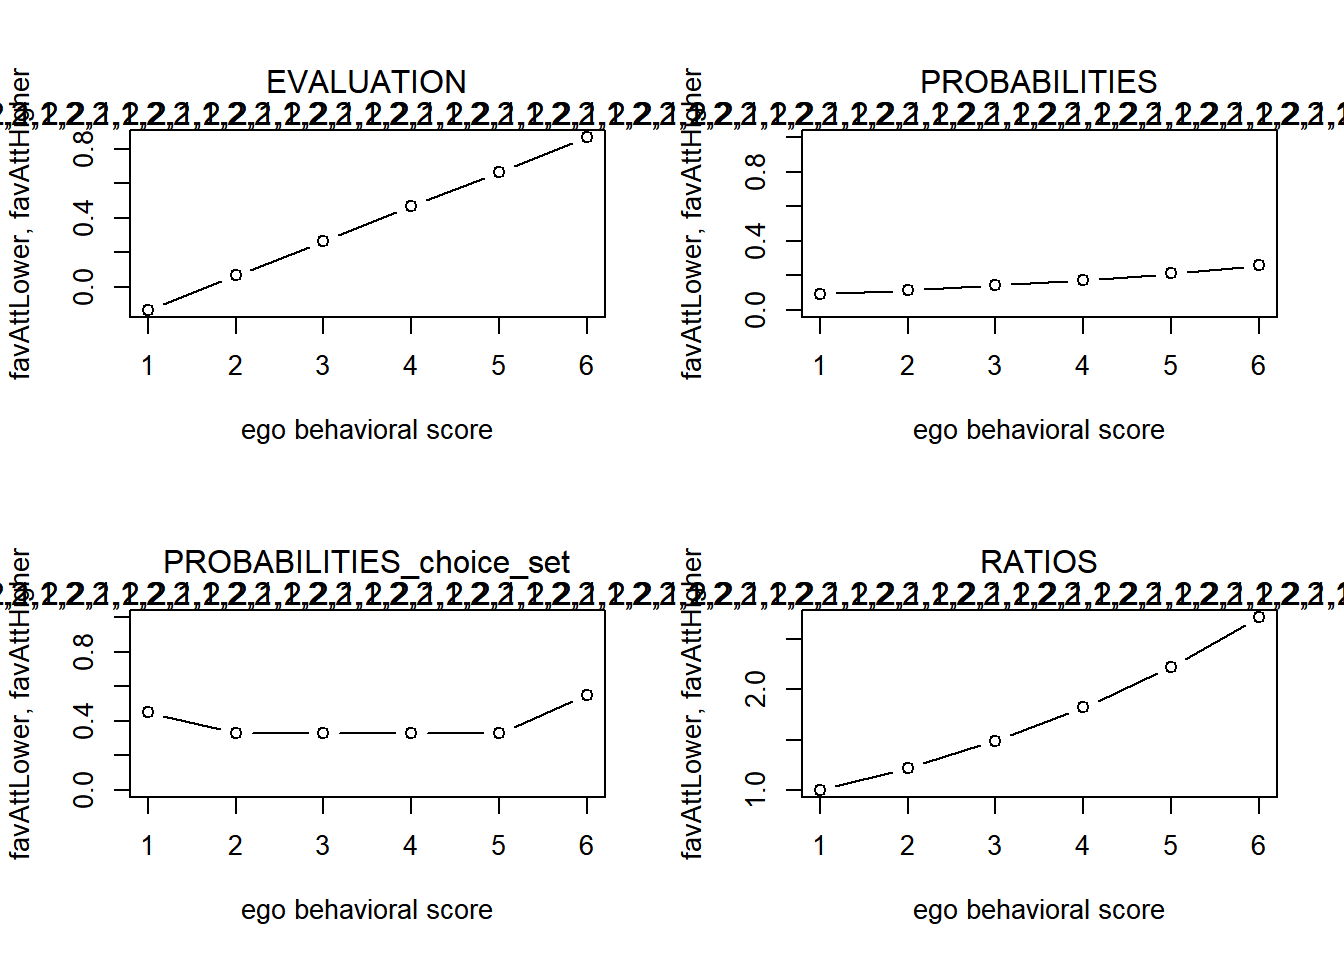 EVALUATION
favAttLower, favAttHigher
0.0 0.4 0.8
1 2 3 4 5 6
ego behavioral score
PROBABILITIES
favAttLower, favAttHigher
0.0 0.4 0.8
1 2 3 4 5 6
ego behavioral score
PROBABILITIES_choice_set
favAttLower, favAttHigher
0.0 0.4 0.8
1 2 3 4 5 6
ego behavioral score
RATIOS
favAttLower, favAttHigher
1.0 2.0
1 2 3 4 5 6
ego behavioral score